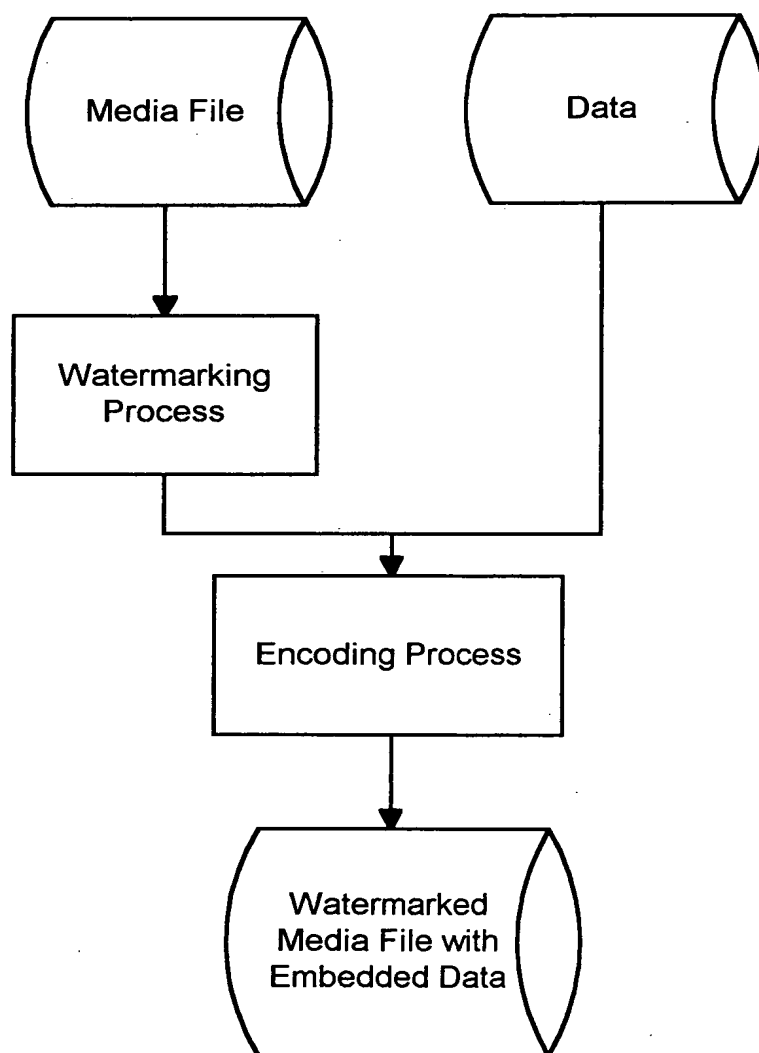 Media File
Data
Watermarking
Process
Encoding Process
Watermarked
Media File with
Embedded Data